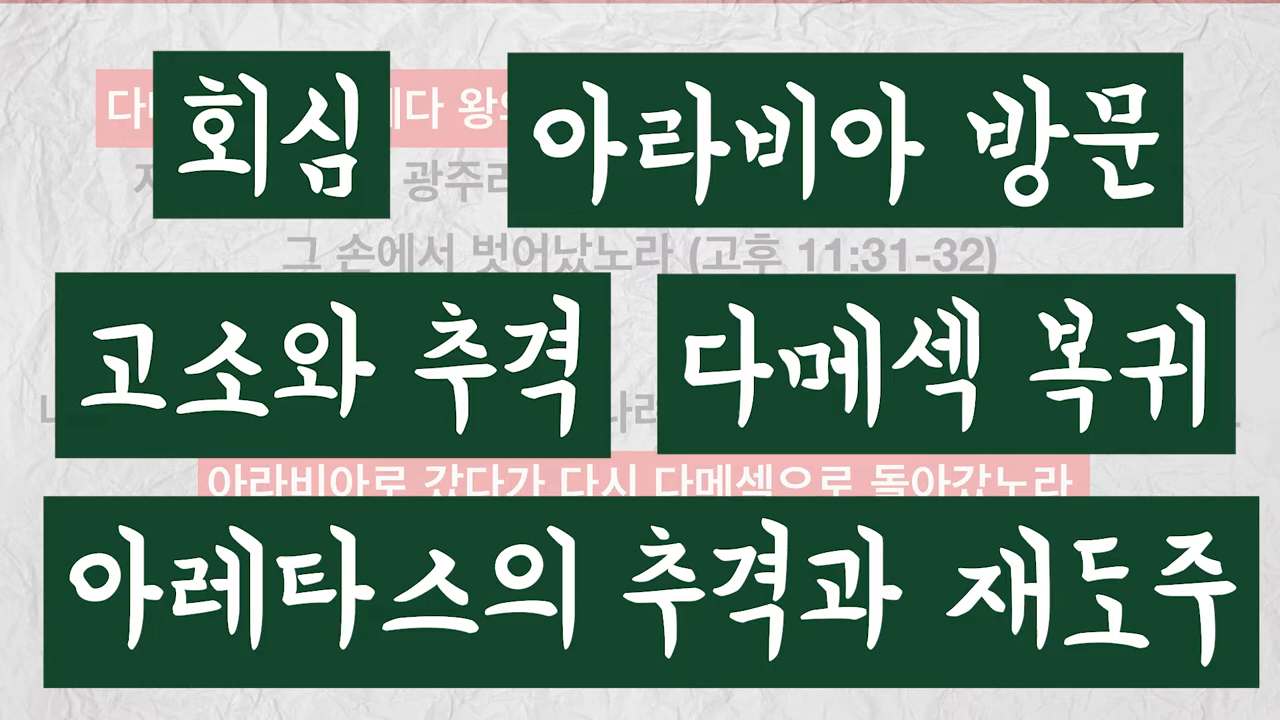 회심 아라비아 방문
광주리
그 손에서 벗어났노라 (고후 11:31-32)
고소와 추격 다메섹 복귀
아라비아로 갔다가 다시 다메섹으로 돌아갔노라
아레타스의 추격과 재도주